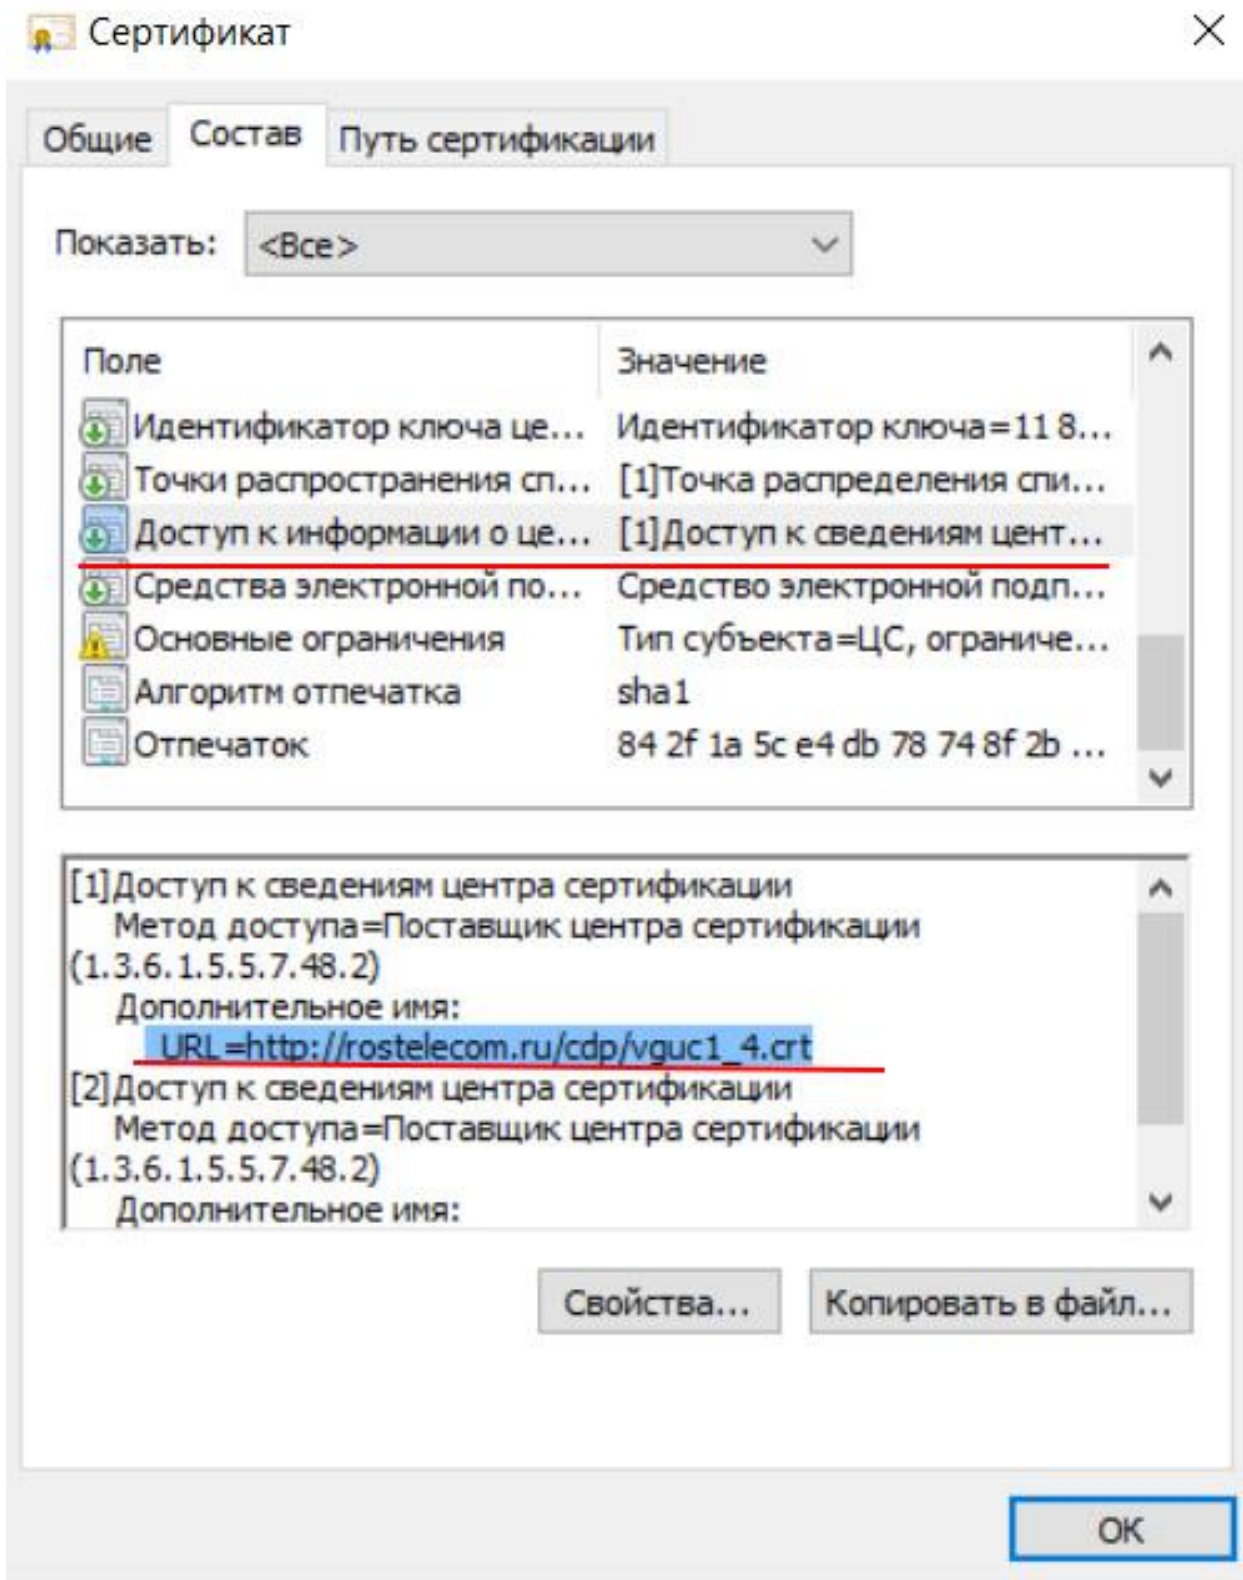 Сертификат
Общие Состав Путь сертификации
Показать: <Все>
Поле Значение
Идентификатор ключа це... Идентификатор ключа=11 8...
Точки распространения сп... [1]Точка распределения спи...
Доступ к информации о це... [1]Доступ к сведениям цент...
Средства электронной по... Средство электронной подп...
Основные ограничения Тип субъекта=ЦС, ограниче...
Алгоритм отпечатка sha1
Отпечаток 84 2f 1a 5c e4 db 78 74 8f 2b ...
[1]Доступ к сведениям центра сертификации
Метод доступа=Поставщик центра сертификации
(1.3.6.1.5.5.7.48.2)
Дополнительное имя:
URL=http://rostelecom.ru/cdp/vguc1_4.crt
[2]Доступ к сведениям центра сертификации
Метод доступа=Поставщик центра сертификации
(1.3.6.1.5.5.7.48.2)
Дополнительное имя:
Свойства... Копировать в файл...
ОК